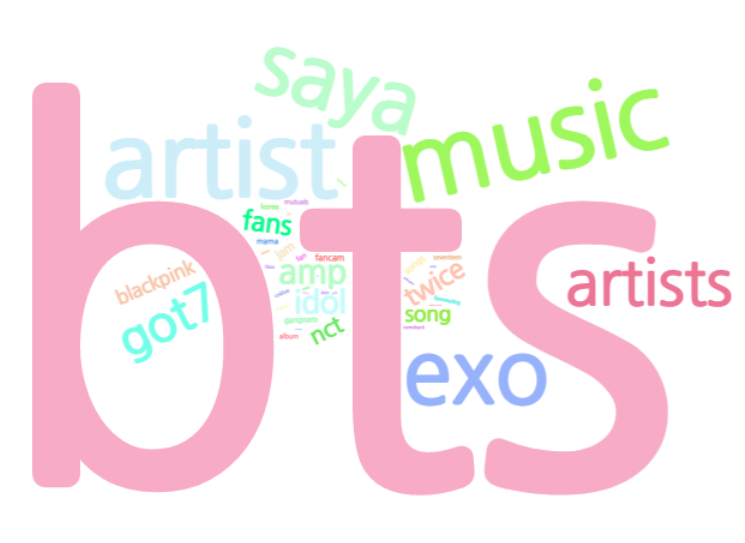 saya
music
artist
bts
korea
mutuals
fans
mama
jam
fan
fancam
songs
seventeen
blackpink
amp
twice
artists
got7
idol
song
gangnam
nct
comeback
album
exo